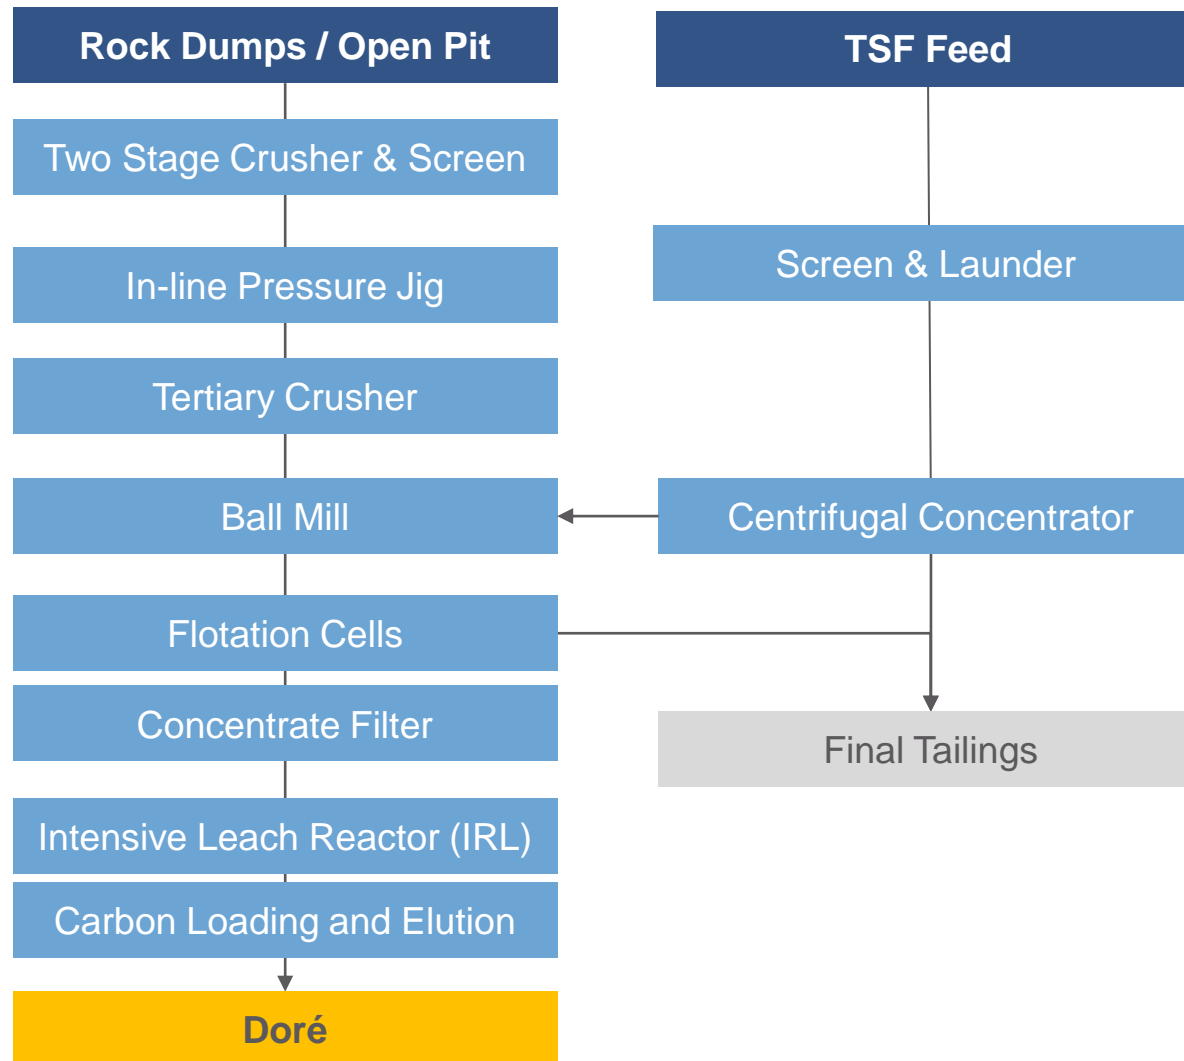 Rock Dumps / Open Pit
Two Stage Crusher & Screen
In-line Pressure Jig
Tertiary Crusher
Ball Mill
Flotation Cells
Concentrate Filter
Intensive Leach Reactor (IRL)
Carbon Loading and Elution
Doré
TSF Feed
Screen & Launder
Centrifugal Concentrator
Final Tailings